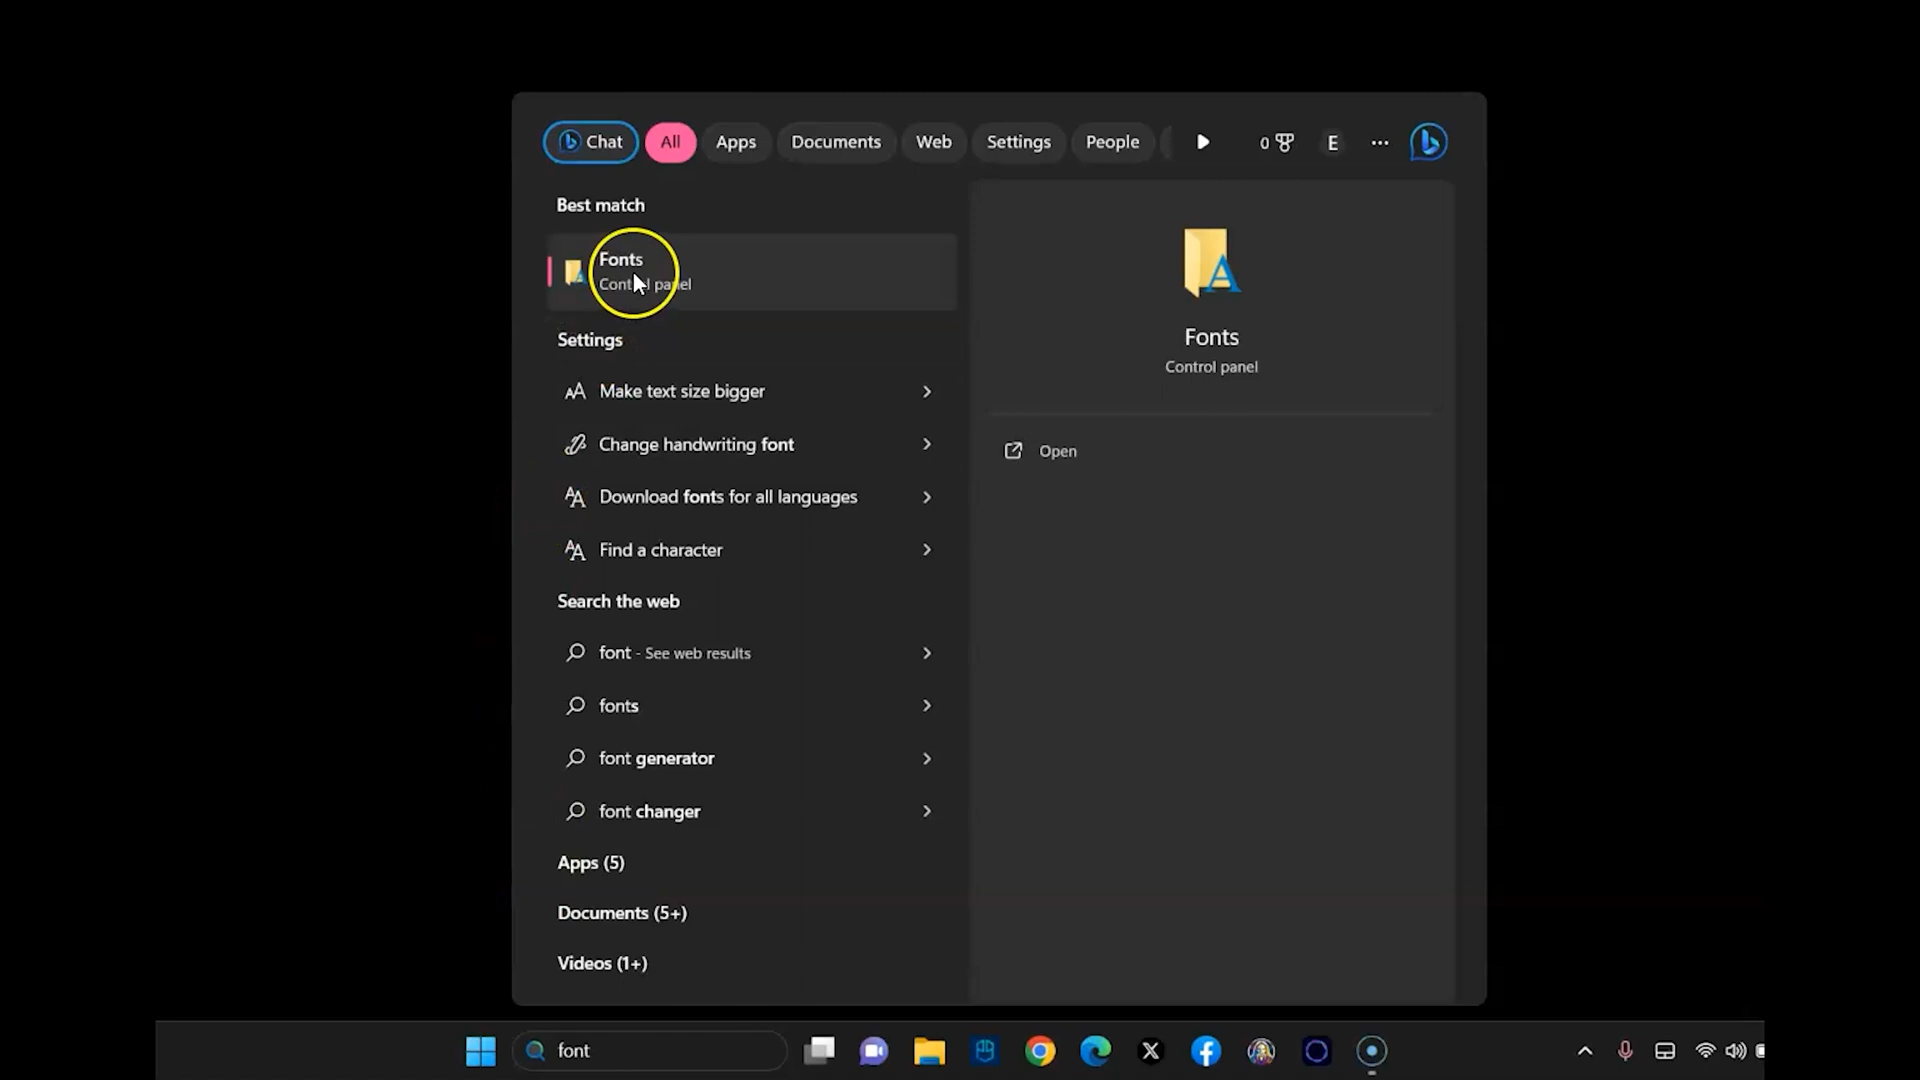 Chat All Apps Documents Web Settings People 0 E ...
Best match
Fonts
Control panel
Fonts
Control panel
Open
Settings
Make text size bigger
Change handwriting font
Download fonts for all languages
Find a character
Search the web
font - See web results
fonts
font generator
font changer
Apps (5)
Documents (5+)
Videos (1+)
font